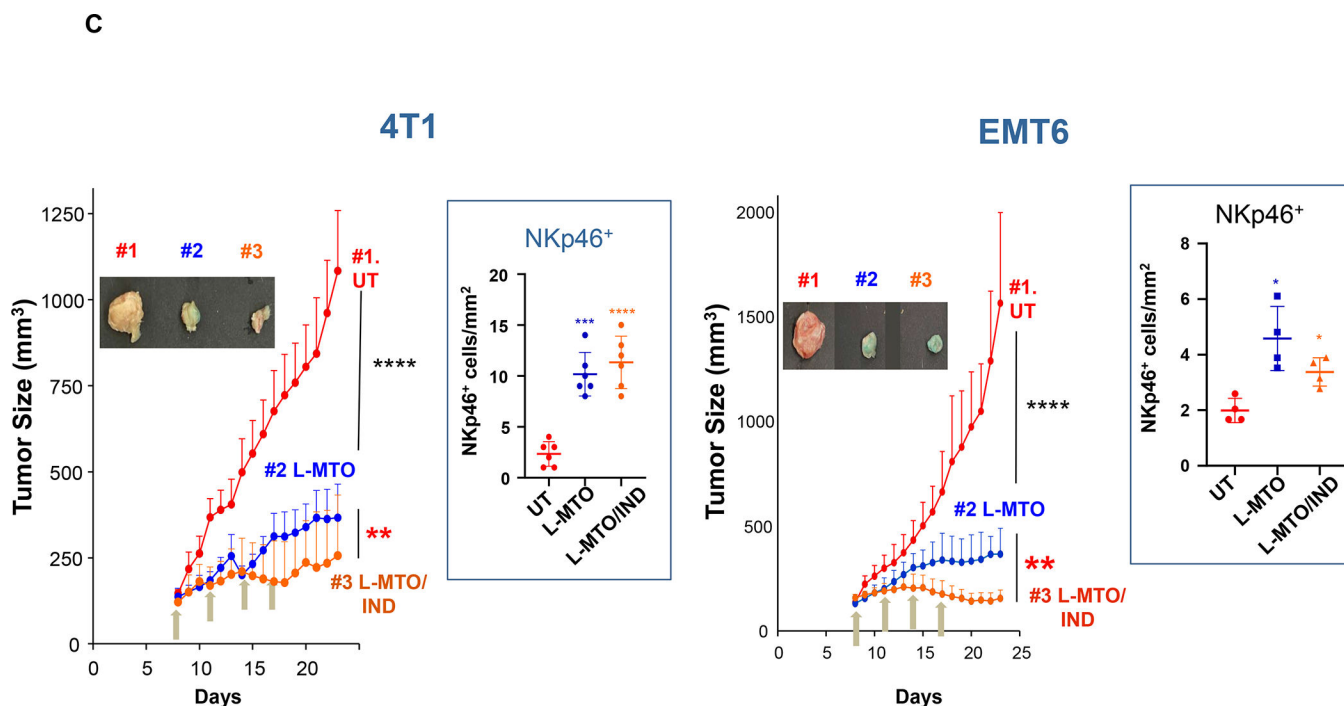 C
4T1
1250
1000
750
500
250
0
0
5
10
15
20
Tumor Size (mm3)
Days
#1
#2
#3
#1.
UT
****
#2 L-MTO
**
#3 L-MTO/
IND
NKp46+
20
15
10
5
0
NKp46+ cells/mm2
***
****
UT
L-MTO
L-MTO/IND
EMT6
2000
1500
1000
500
0
0
5
10
15
20
25
Tumor Size (mm3)
Days
#1
#2
#3
#1.
UT
****
#2 L-MTO
**
#3 L-MTO/
IND
NKp46+
8
6
4
2
0
NKp46+ cells/mm2
*
*
UT
L-MTO
L-MTO/IND